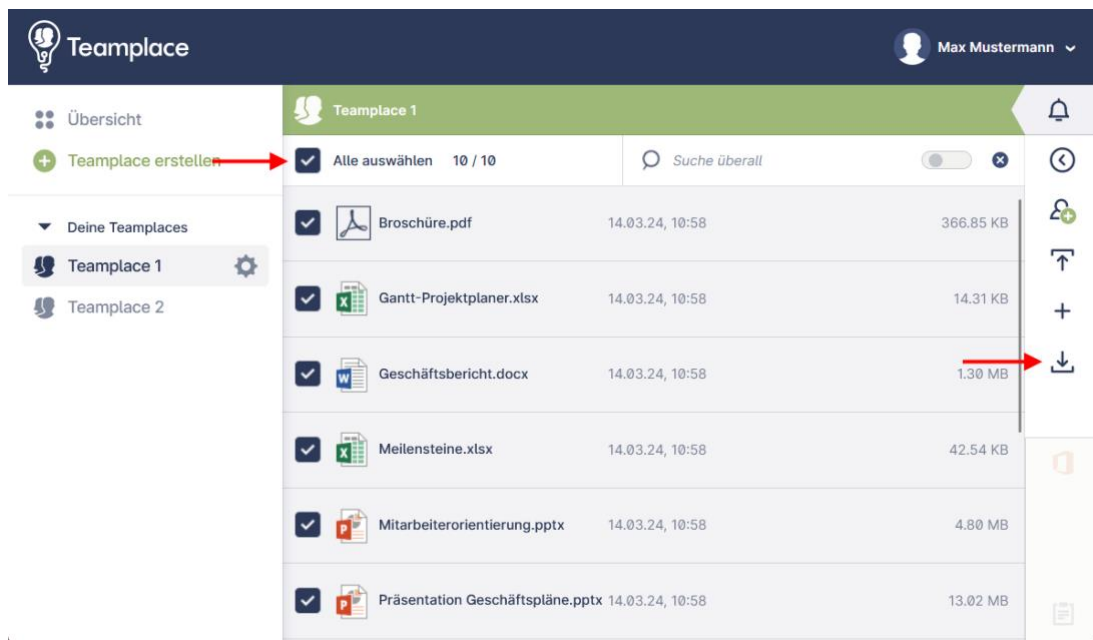 Teamplace
Max Mustermann
Übersicht
Teamplace erstellen
Deine Teamplaces
Teamplace 1
Teamplace 2
Teamplace 1
Alle auswählen 10 / 10
Suche überall
Broschüre.pdf 14.03.24, 10:58 366.85 KB
Gantt-Projektplaner.xlsx 14.03.24, 10:58 14.31 KB
Geschäftsbericht.docx 14.03.24, 10:58 1.30 MB
Meilensteine.xlsx 14.03.24, 10:58 42.54 KB
Mitarbeiterorientierung.pptx 14.03.24, 10:58 4.80 MB
Präsentation Geschäftspläne.pptx 14.03.24, 10:58 13.02 MB